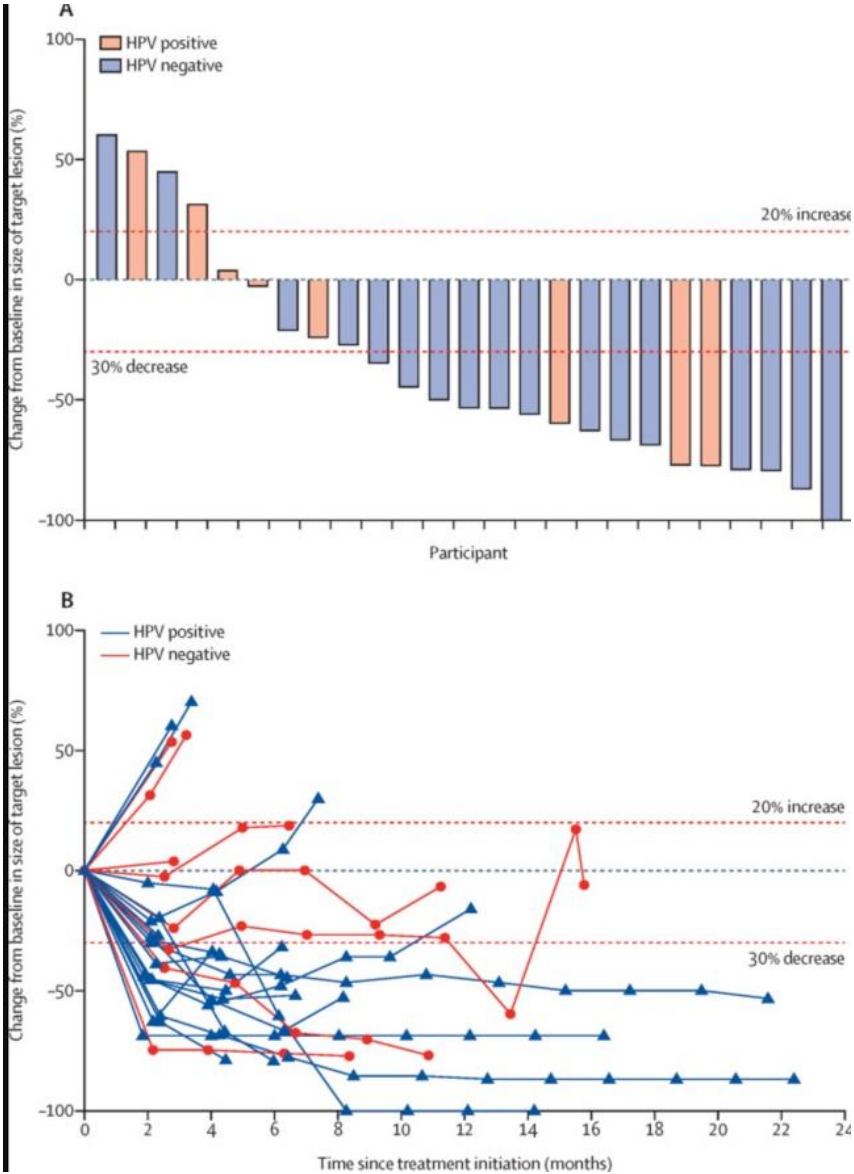 A
100
HPV positive
HPV negative
50
20% increase
0
30% decrease
-50
-100
Change from baseline in size of target lesion (%)
Participant
B
100
HPV positive
HPV negative
50
20% increase
0
30% decrease
-50
-100
Change from baseline in size of target lesion (%)
0 2 4 6 8 10 12 14 16 18 20 22 24
Time since treatment initiation (months)